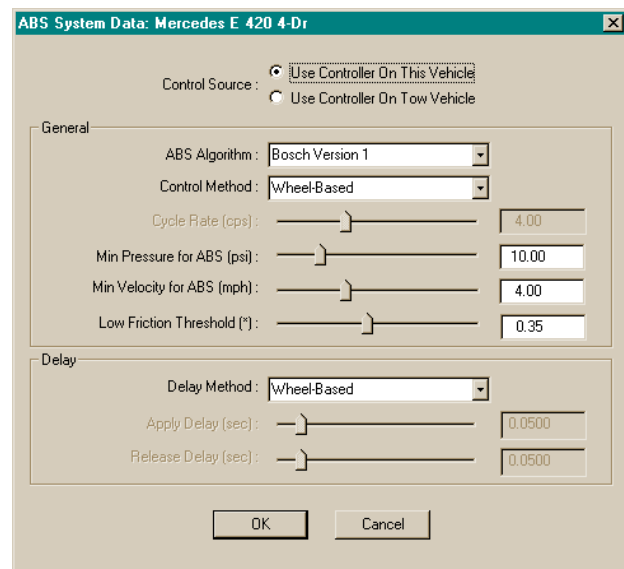 ABS System Data: Mercedes E 420 4-Dr
Control Source :
Use Controller On This Vehicle
Use Controller On Tow Vehicle
General
ABS Algorithm : Bosch Version 1
Control Method : Wheel-Based
Cycle Rate (cps) : 4.00
Min Pressure for ABS (psi) : 10.00
Min Velocity for ABS (mph) : 4.00
Low Friction Threshold (*) : 0.35
Delay
Delay Method : Wheel-Based
Apply Delay (sec) : 0.0500
Release Delay (sec) : 0.0500
OK Cancel